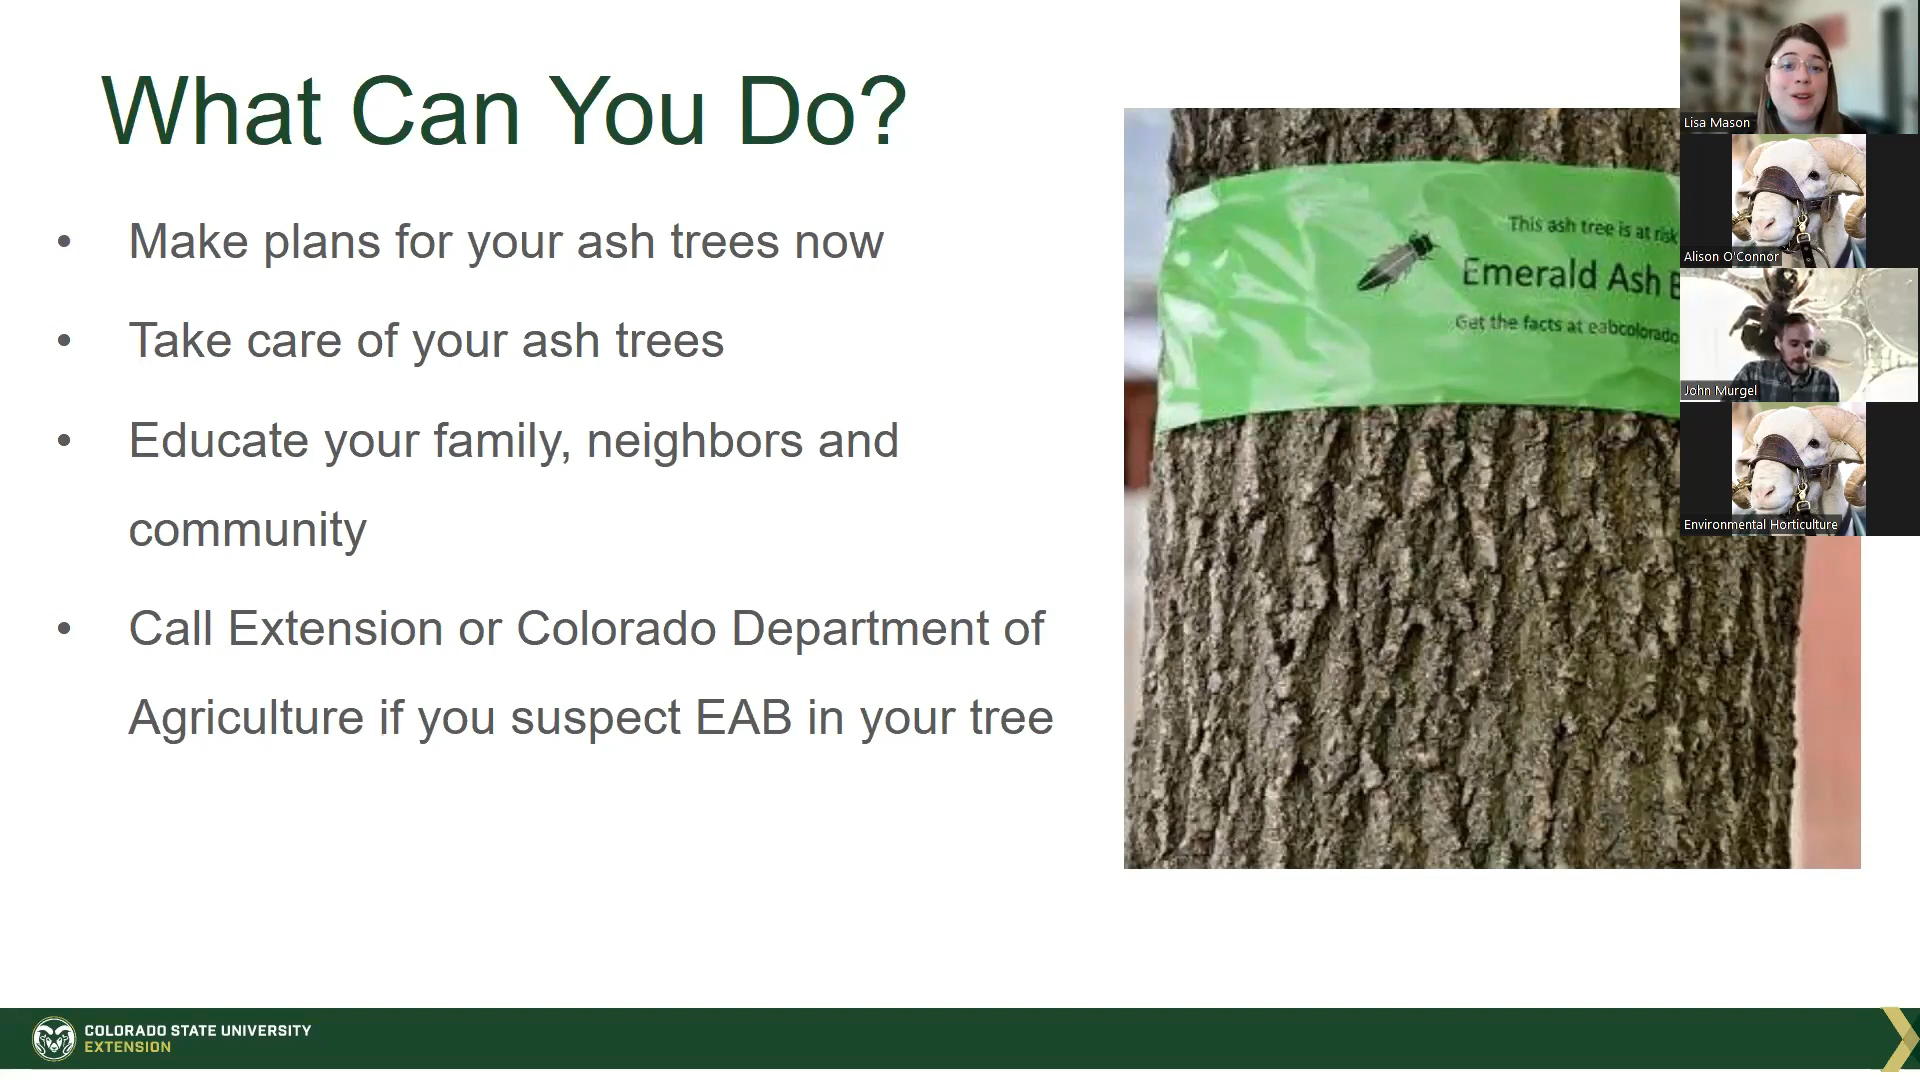 What Can You Do?
• Make plans for your ash trees now
• Take care of your ash trees
• Educate your family, neighbors and
community
• Call Extension or Colorado Department of
Agriculture if you suspect EAB in your tree
This ash tree is at risk
Emerald Ash
Get the facts at eabcolorado
Lisa Mason
Alison O'Connor
John Murgel
Environmental Horticulture
COLORADO STATE UNIVERSITY
EXTENSION